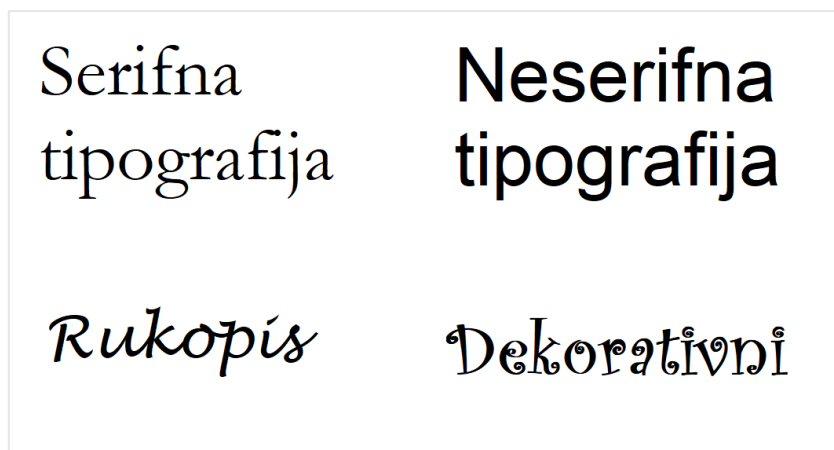 Serifna
tipografija
Neserifna
tipografija
Rukopis
Dekorativni